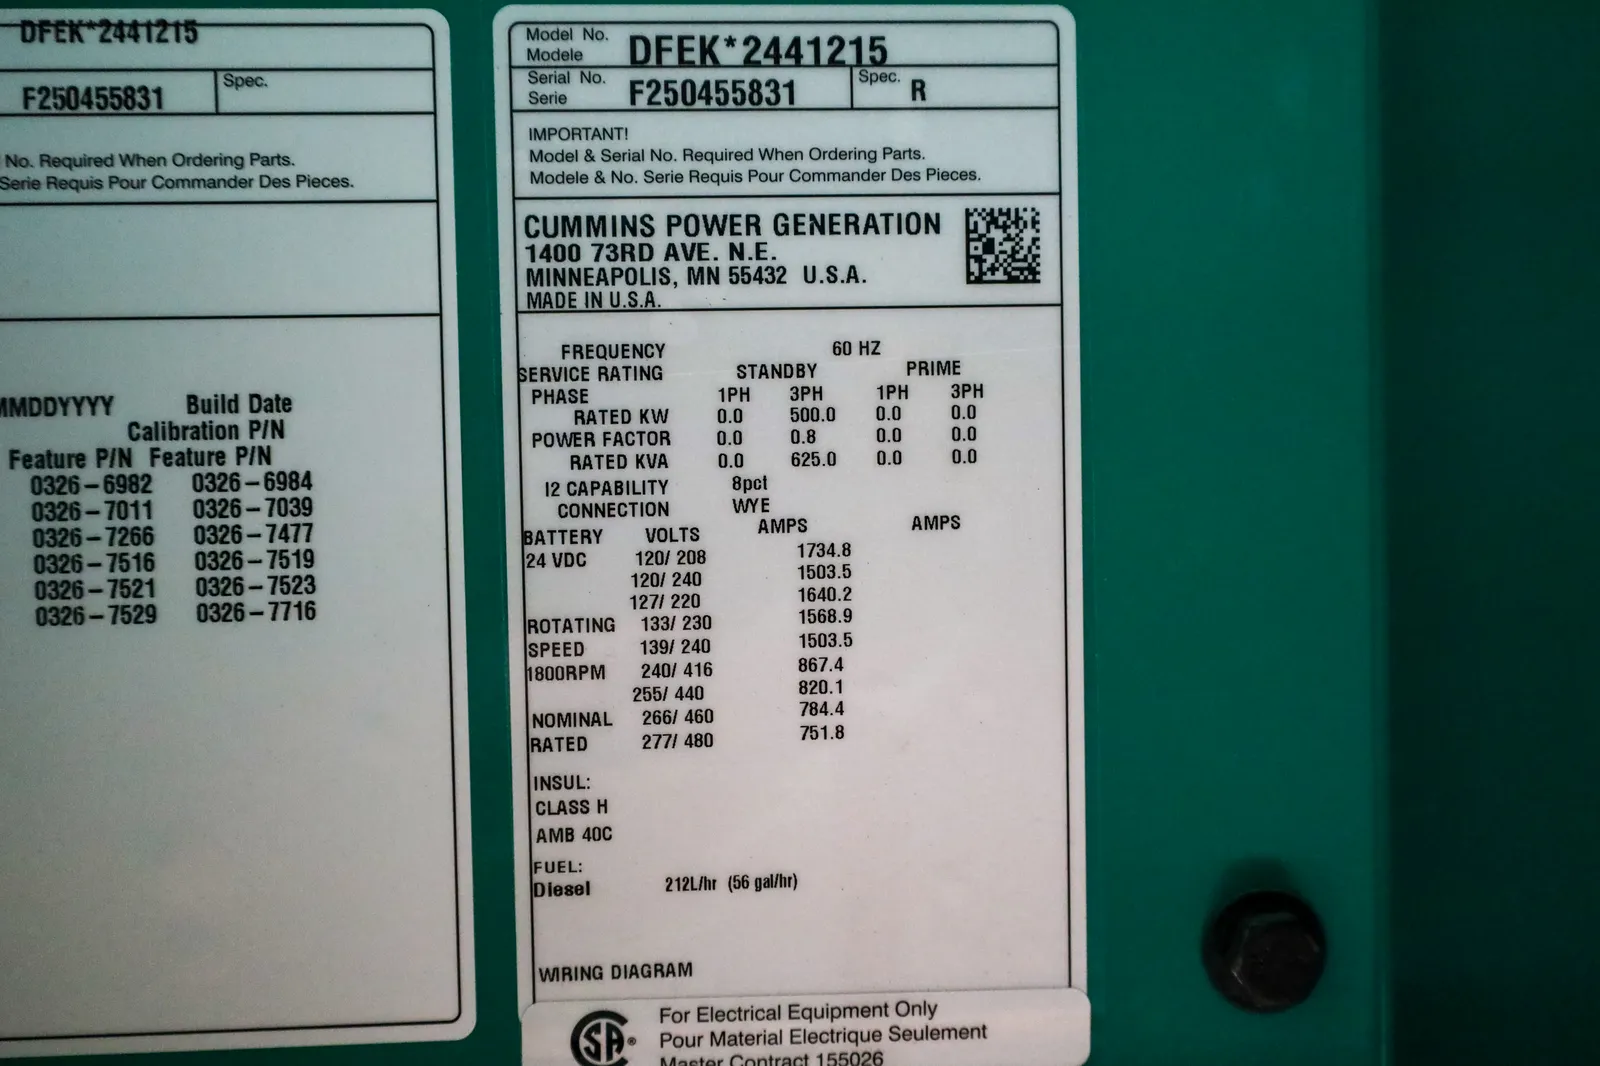 DFEK*2441215
F250455831
Spec.
No. Required When Ordering Parts.
Serie Requis Pour Commander Des Pieces.
MMDDYYYY Build Date
Calibration P/N
Feature P/N Feature P/N
0326-6982 0326-6984
0326-7011 0326-7039
0326-7266 0326-7477
0326-7516 0326-7519
0326-7521 0326-7523
0326-7529 0326-7716
Model No.
Modele DFEK*2441215
Serial No.
Serie F250455831 Spec. R
IMPORTANT!
Model & Serial No. Required When Ordering Parts.
Modele & No. Serie Requis Pour Commander Des Pieces.
CUMMINS POWER GENERATION
1400 73RD AVE. N.E.
MINNEAPOLIS, MN 55432 U.S.A.
MADE IN U.S.A.
FREQUENCY 60 HZ
SERVICE RATING STANDBY PRIME
PHASE 1PH 3PH 1PH 3PH
RATED KW 0.0 500.0 0.0 0.0
POWER FACTOR 0.0 0.8 0.0 0.0
RATED KVA 0.0 625.0 0.0 0.0
I2 CAPABILITY 8pct
CONNECTION WYE
BATTERY VOLTS AMPS AMPS
24 VDC 120/ 208 1734.8
120/ 240 1503.5
127/ 220 1640.2
ROTATING 133/ 230 1568.9
SPEED 139/ 240 1503.5
1800RPM 240/ 416 867.4
255/ 440 820.1
NOMINAL 266/ 460 784.4
RATED 277/ 480 751.8
INSUL:
CLASS H
AMB 40C
FUEL:
Diesel 212L/hr (56 gal/hr)
WIRING DIAGRAM
SA® For Electrical Equipment Only
Pour Material Electrique Seulement
Master Contract 155026